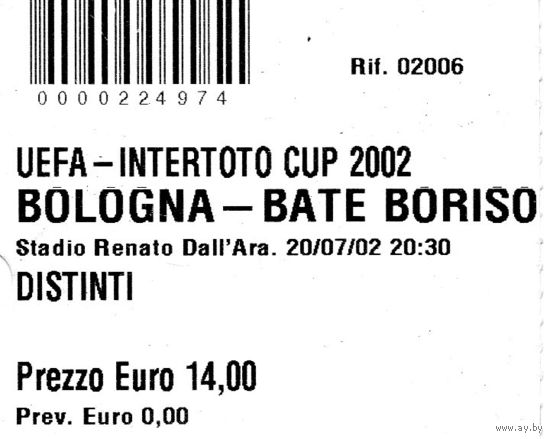 0000224974
Rif. 02006
UEFA – INTERTOTO CUP 2002
BOLOGNA – BATE BORISO
Stadio Renato Dall'Ara. 20/07/02 20:30
DISTINTI
Prezzo Euro 14,00
Prev. Euro 0,00
www.ay.by